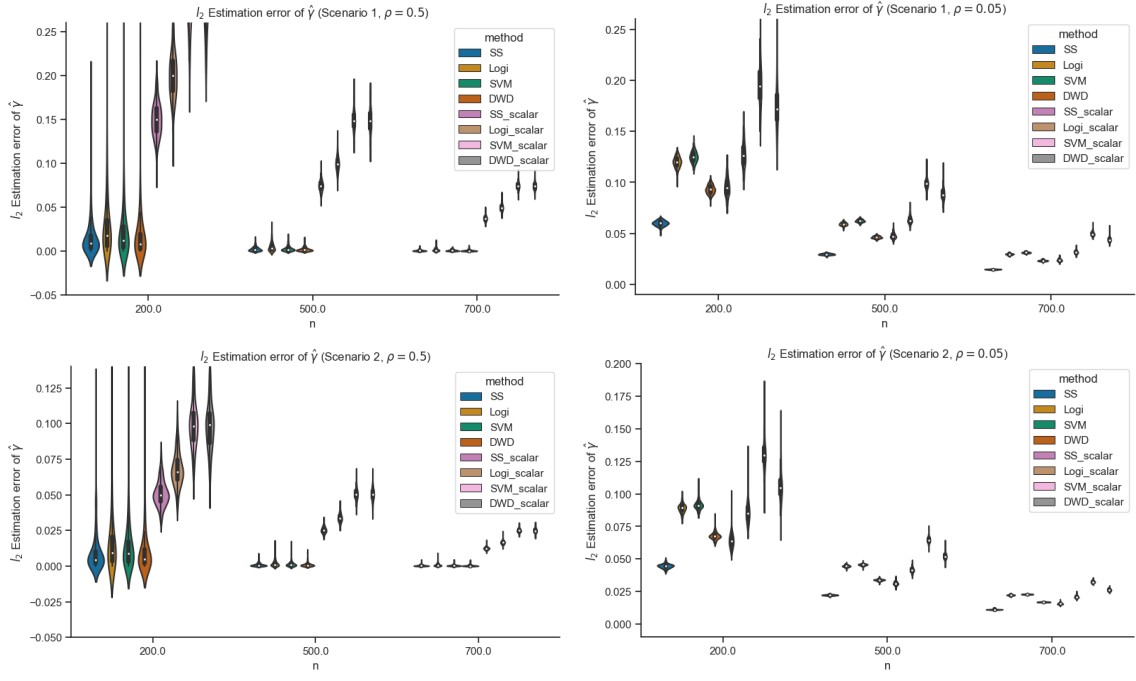 l₂ Estimation error of γ̂ (Scenario 1, ρ = 0.5)
l₂ Estimation error of γ̂
0.25
0.20
0.15
0.10
0.05
0.00
−0.05
method
SS
Logi
SVM
DWD
SS_scalar
Logi_scalar
SVM_scalar
DWD_scalar
200.0
500.0
700.0
n
l₂ Estimation error of γ̂ (Scenario 1, ρ = 0.05)
l₂ Estimation error of γ̂
0.25
0.20
0.15
0.10
0.05
0.00
method
SS
Logi
SVM
DWD
SS_scalar
Logi_scalar
SVM_scalar
DWD_scalar
200.0
500.0
700.0
n
l₂ Estimation error of γ̂ (Scenario 2, ρ = 0.5)
l₂ Estimation error of γ̂
0.125
0.100
0.075
0.050
0.025
0.000
−0.025
−0.050
method
SS
Logi
SVM
DWD
SS_scalar
Logi_scalar
SVM_scalar
DWD_scalar
200.0
500.0
700.0
n
l₂ Estimation error of γ̂ (Scenario 2, ρ = 0.05)
l₂ Estimation error of γ̂
0.200
0.175
0.150
0.125
0.100
0.075
0.050
0.025
0.000
method
SS
Logi
SVM
DWD
SS_scalar
Logi_scalar
SVM_scalar
DWD_scalar
200.0
500.0
700.0
n